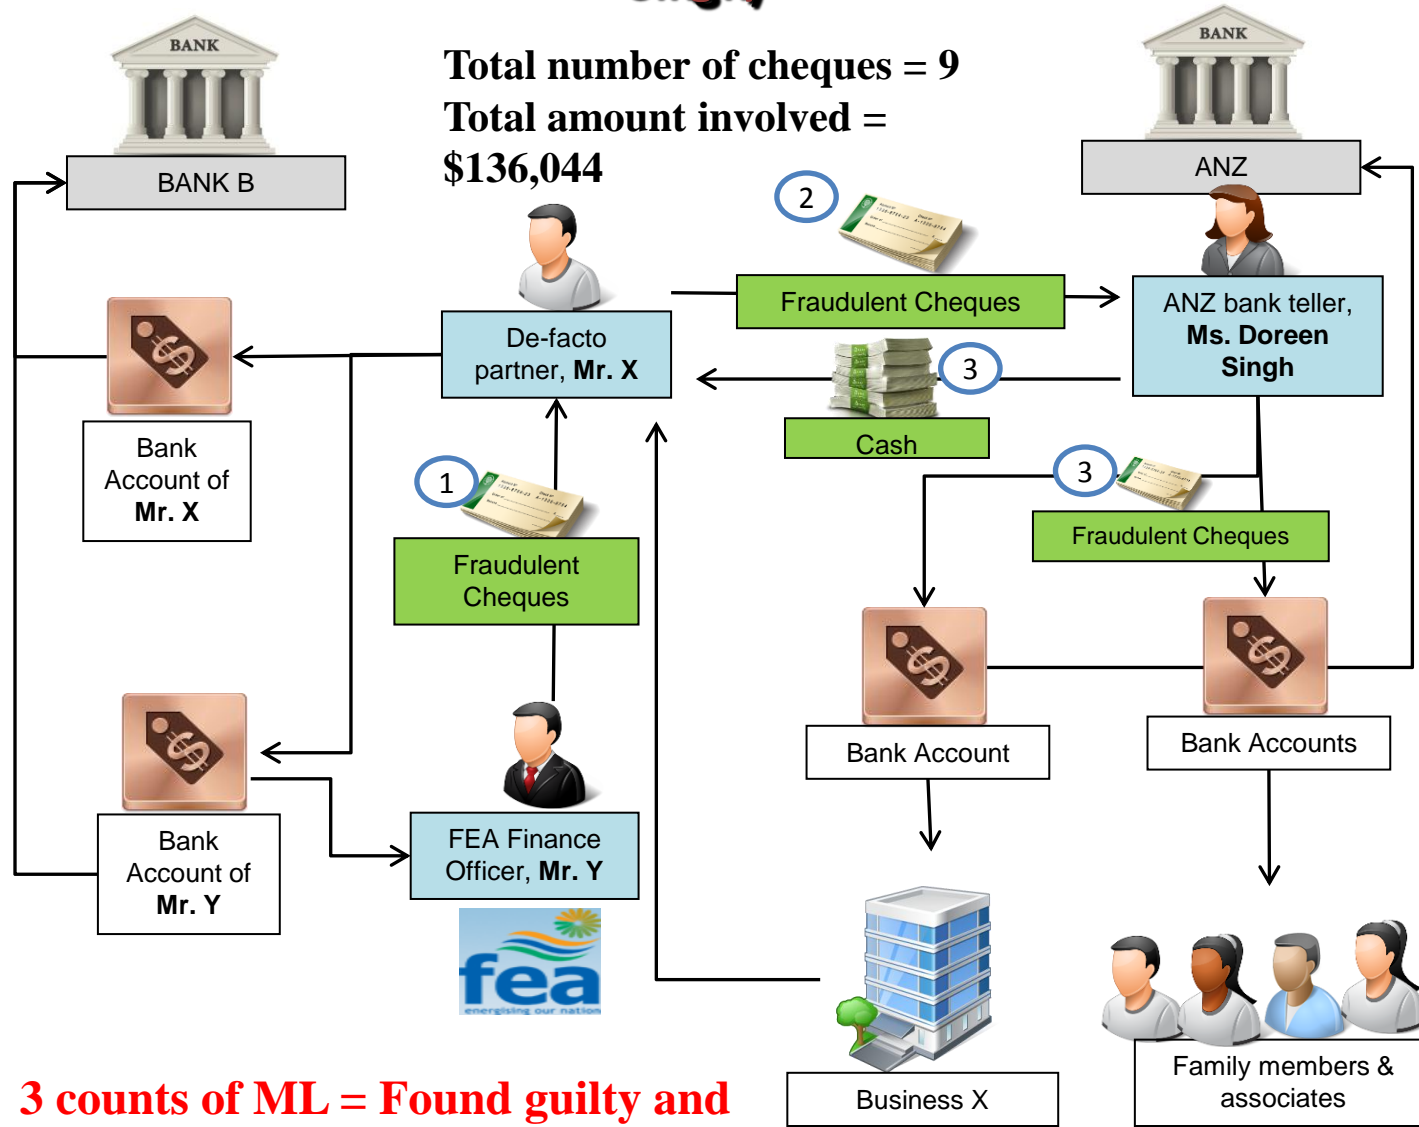 BANK
BANK
Total number of cheques = 9
Total amount involved =
$136,044
BANK B
ANZ
2
Fraudulent Cheques
ANZ bank teller,
Ms. Doreen
Singh
De-facto
partner, Mr. X
3
Cash
Bank
Account of
Mr. X
1
Fraudulent
Cheques
3
Fraudulent Cheques
Bank Account
Bank Accounts
Bank
Account of
Mr. Y
FEA Finance
Officer, Mr. Y
fea
energising our nation
Business X
Family members &
associates
3 counts of ML = Found guilty and